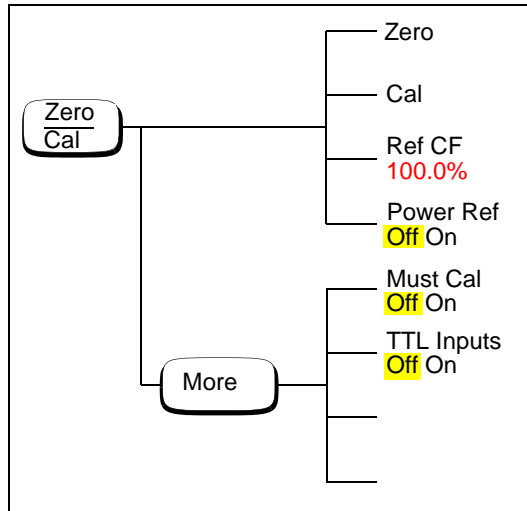 Zero
Cal
Zero
Cal
Ref CF
100.0%
Power Ref
Off On
More
Must Cal
Off On
TTL Inputs
Off On